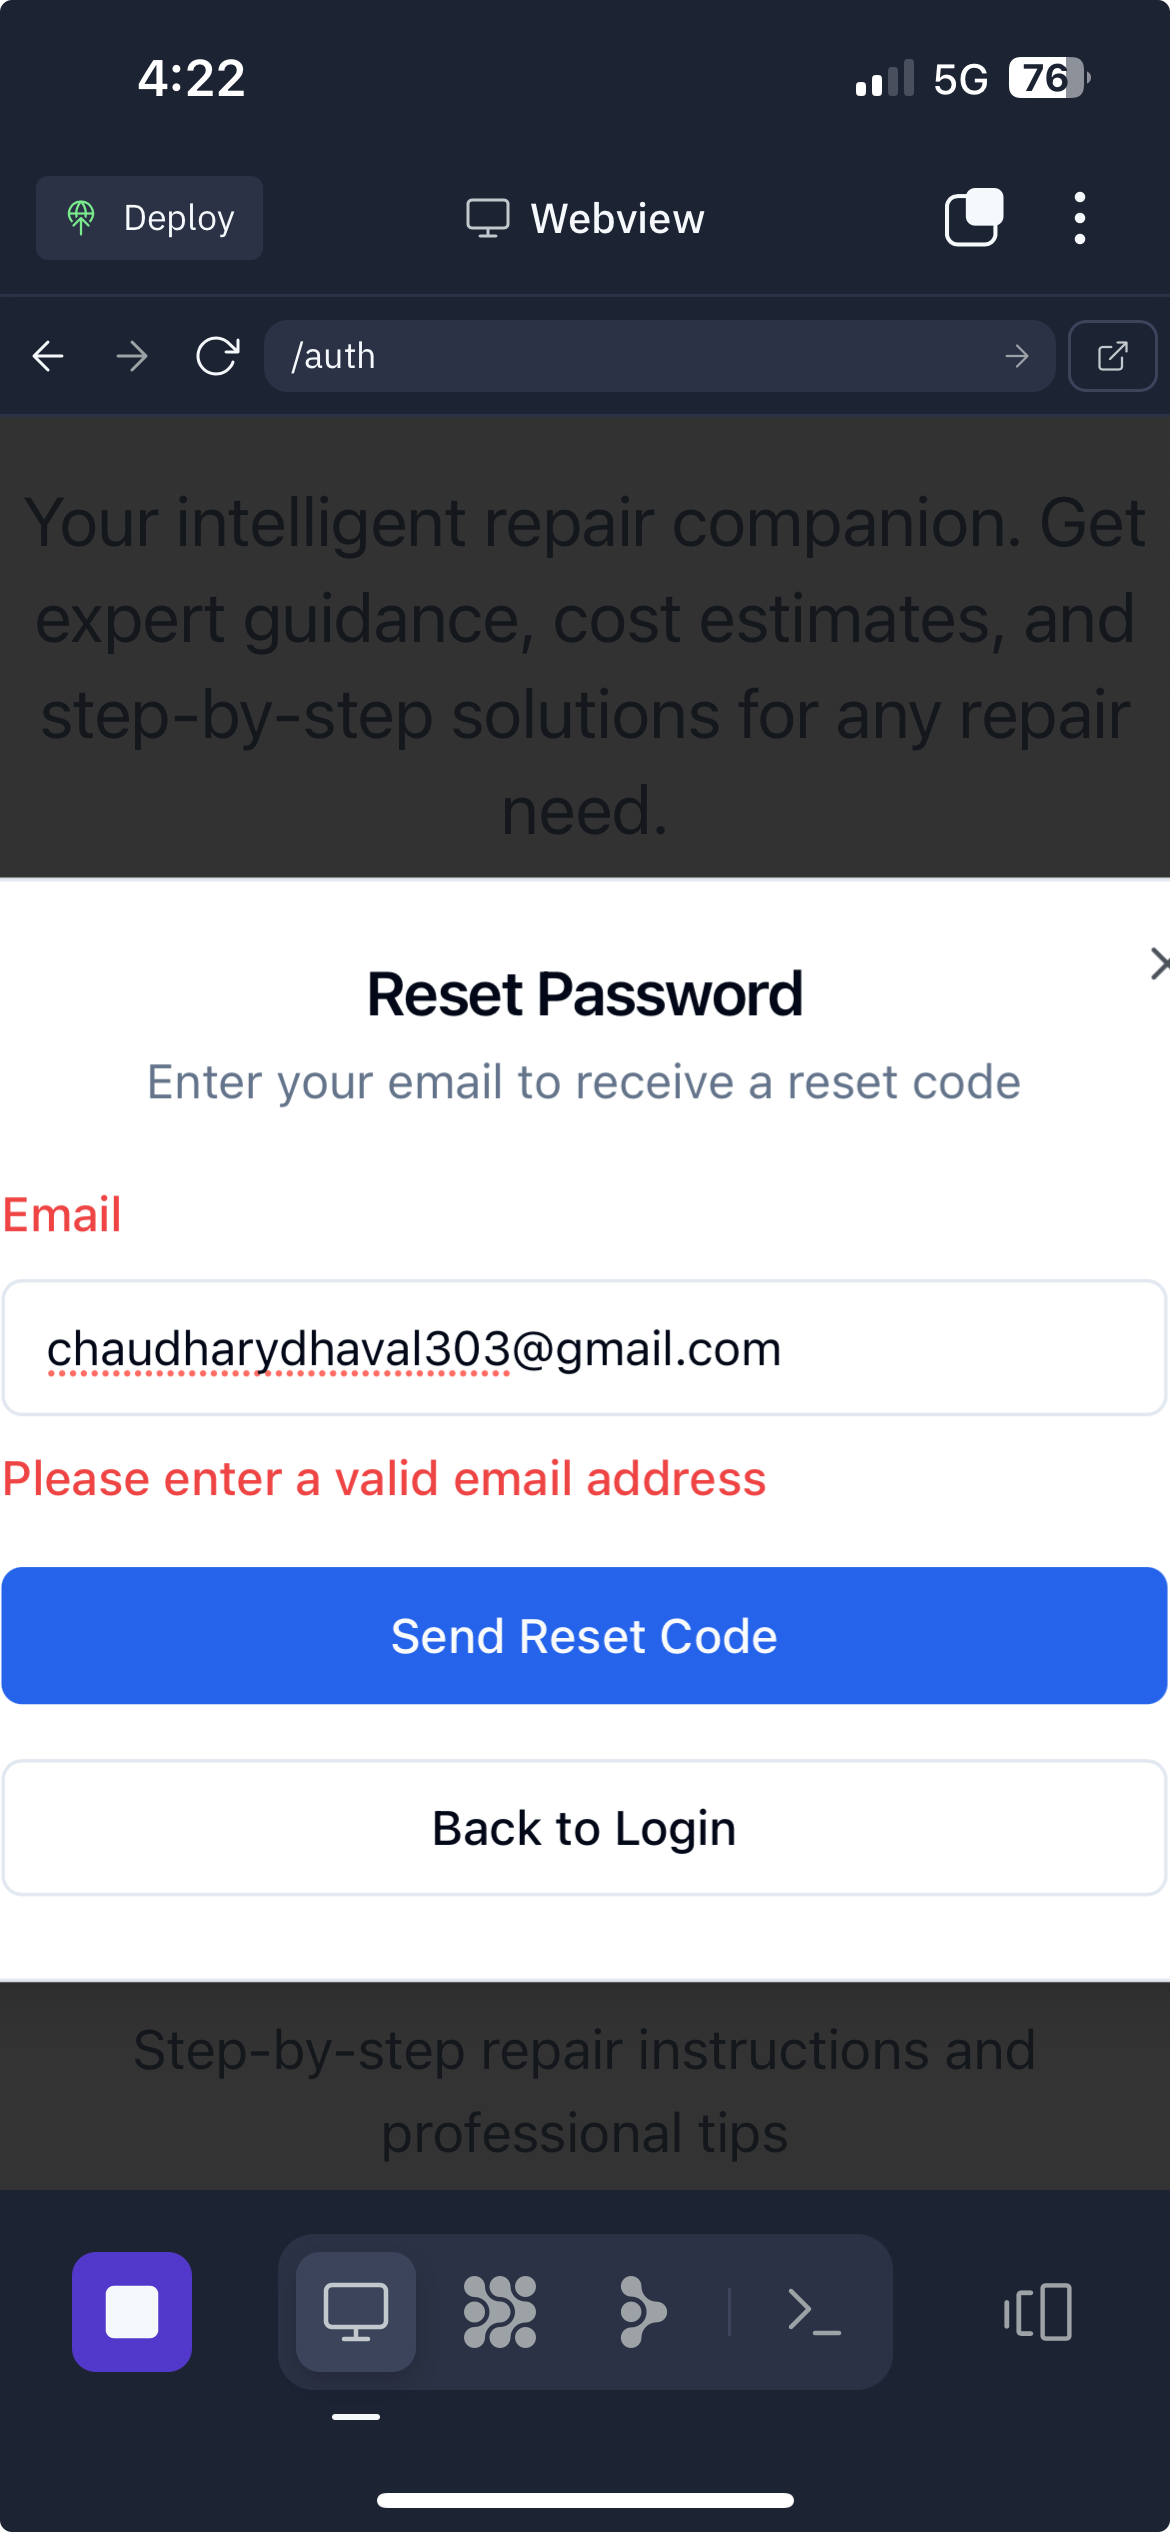 4:22
5G
76
Deploy
Webview
/auth
Your intelligent repair companion. Get
expert guidance, cost estimates, and
step-by-step solutions for any repair
need.
Reset Password
Enter your email to receive a reset code
Email
chaudharydhaval303@gmail.com
Please enter a valid email address
Send Reset Code
Back to Login
Step-by-step repair instructions and
professional tips